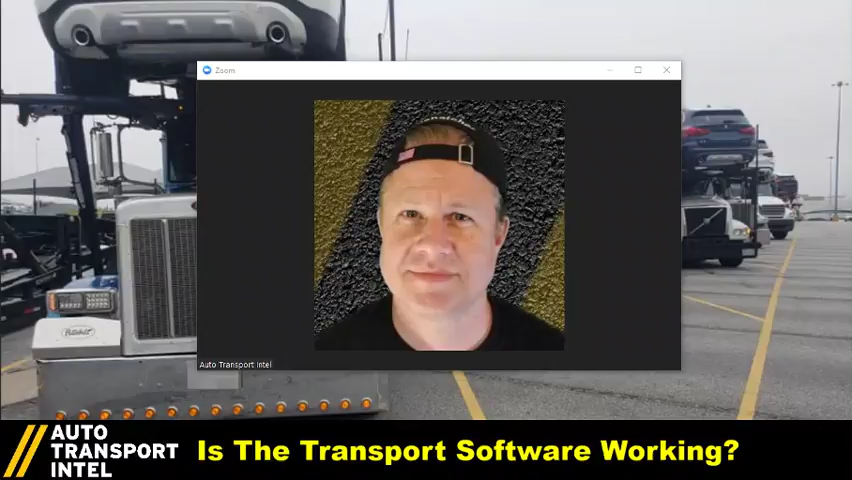 Zoom
Auto Transport Intel
AUTO
TRANSPORT
INTEL
Is The Transport Software Working?